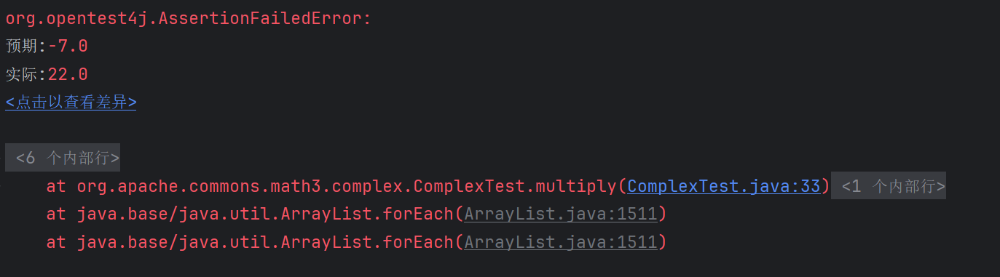 org.opentest4j.AssertionFailedError:
预期:-7.0
实际:22.0
<点击以查看差异>
<6 个内部行>
at org.apache.commons.math3.complex.ComplexTest.multiply(ComplexTest.java:33) <1 个内部行>
at java.base/java.util.ArrayList.forEach(ArrayList.java:1511)
at java.base/java.util.ArrayList.forEach(ArrayList.java:1511)